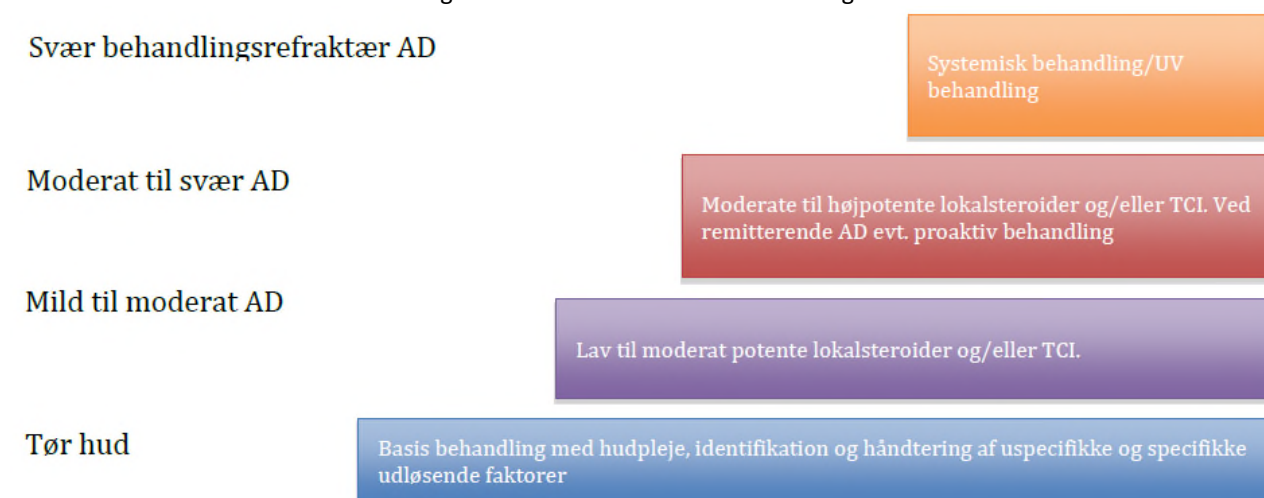 Svær behandlingsrefraktær AD
Systemisk behandling/UV
behandling
Moderat til svær AD
Moderate til højpotente lokalsteroider og/eller TCI. Ved
remitterende AD evt. proaktiv behandling
Mild til moderat AD
Lav til moderat potente lokalsteroider og/eller TCI.
Tør hud
Basis behandling med hudpleje, identifikation og håndtering af uspecifikke og specifikke
udløsende faktorer